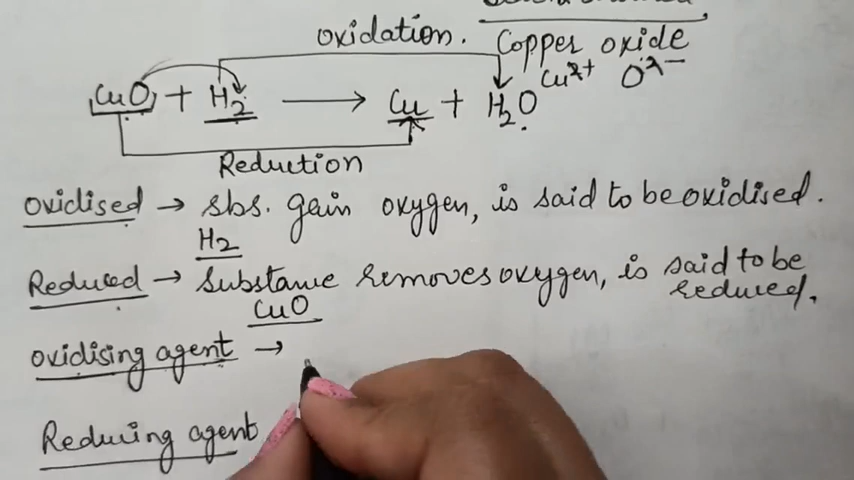 oxidation.
Copper oxide
Cu²⁺ O²⁻
CuO + H₂ → Cu + H₂O
Reduction
oxidised → sbs. gain oxygen, is said to be oxidised.
H₂
Reduced → substance removes oxygen, is said to be reduced.
CuO
oxidising agent →
Reducing agent